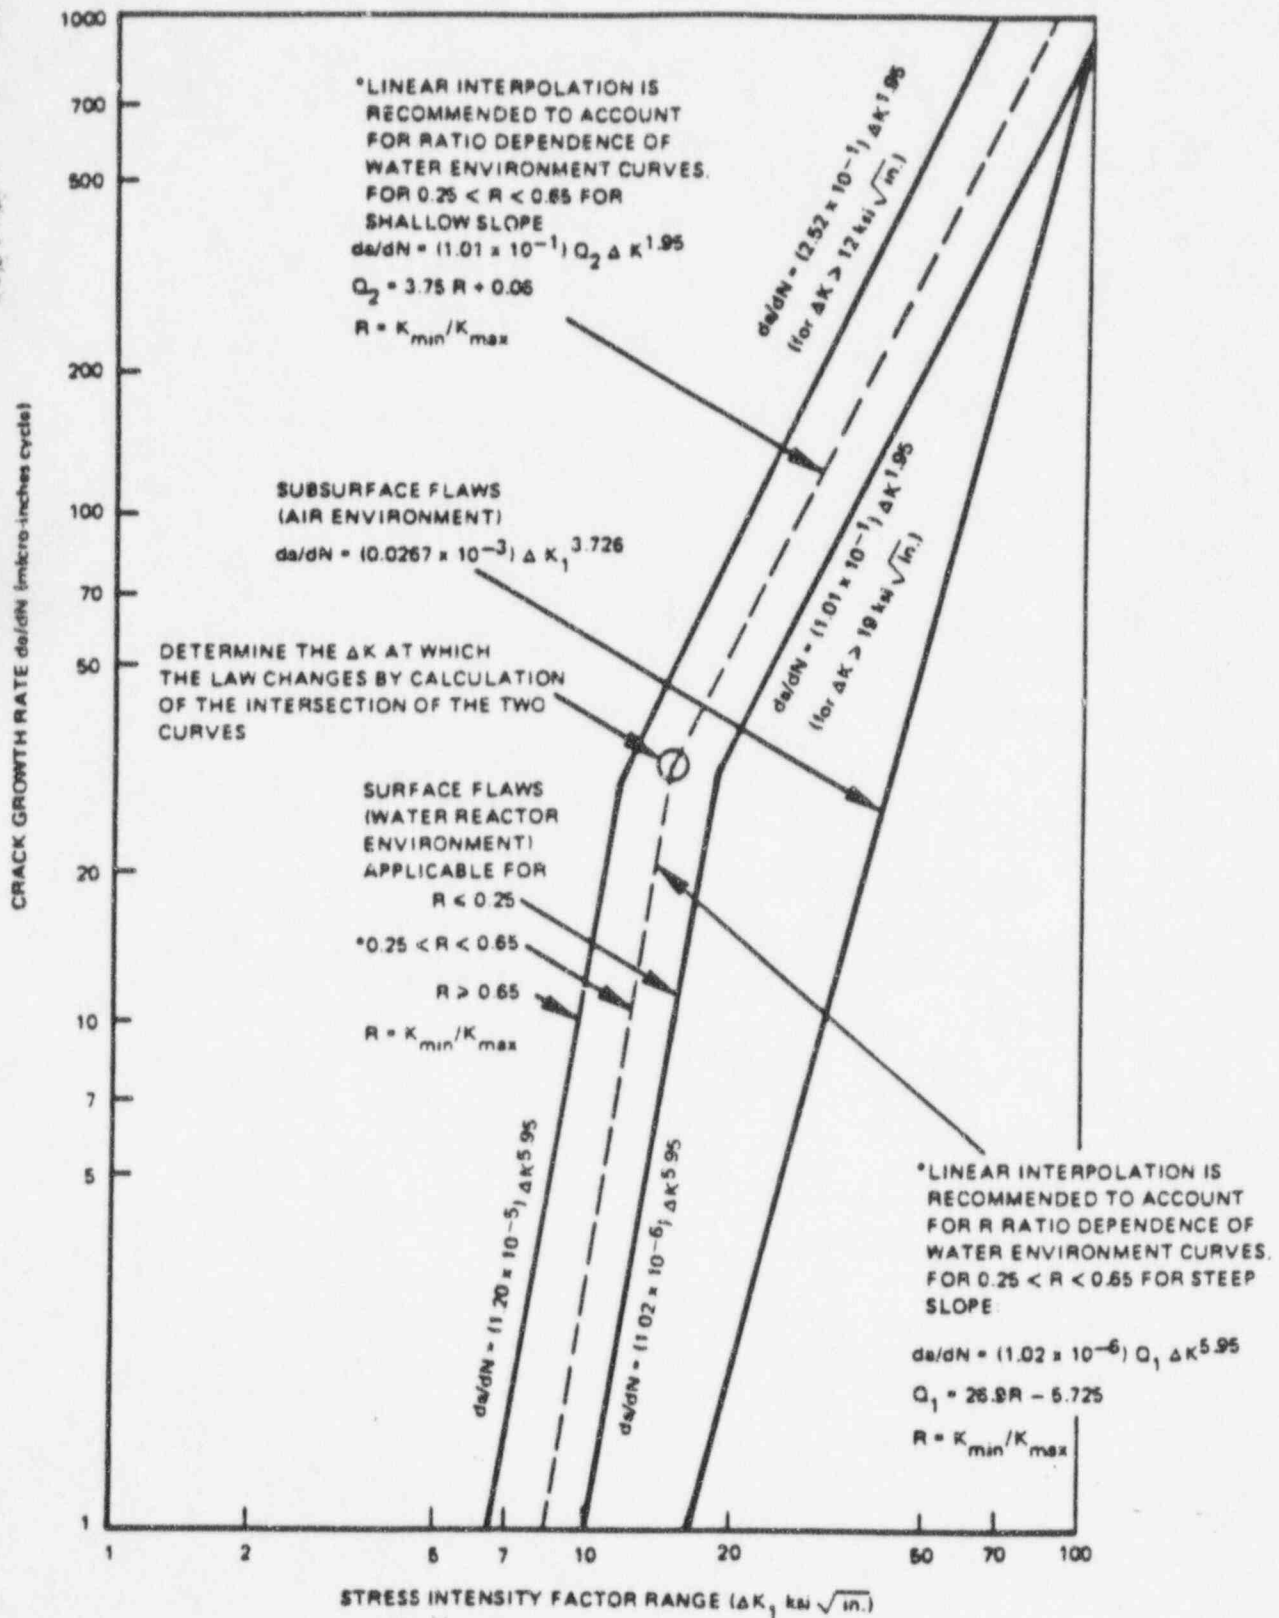 CRACK GROWTH RATE da/dN (micro-inches cycle)
1000
700
500
200
100
70
50
20
10
7
5
1
*LINEAR INTERPOLATION IS
RECOMMENDED TO ACCOUNT
FOR RATIO DEPENDENCE OF
WATER ENVIRONMENT CURVES.
FOR 0.25 < R < 0.65 FOR
SHALLOW SLOPE
da/dN = (1.01 x 10⁻¹) Q₂ Δ K^1.95
Q₂ = 3.75 R + 0.06
R = K_min/K_max
da/dN = (2.52 x 10⁻¹) ΔK^1.95
(for ΔK > 12 ksi √in.)
SUBSURFACE FLAWS
(AIR ENVIRONMENT)
da/dN = (0.0267 x 10⁻³) Δ K₁^3.726
da/dN = (1.01 x 10⁻¹) ΔK^1.95
(for ΔK > 19 ksi √in.)
DETERMINE THE ΔK AT WHICH
THE LAW CHANGES BY CALCULATION
OF THE INTERSECTION OF THE TWO
CURVES
SURFACE FLAWS
(WATER REACTOR
ENVIRONMENT)
APPLICABLE FOR
R ≤ 0.25
*0.25 < R < 0.65
R ≥ 0.65
R = K_min/K_max
da/dN = (1.20 x 10⁻⁵) ΔK^5.95
da/dN = (1.02 x 10⁻⁶) ΔK^5.95
*LINEAR INTERPOLATION IS
RECOMMENDED TO ACCOUNT
FOR R RATIO DEPENDENCE OF
WATER ENVIRONMENT CURVES.
FOR 0.25 < R < 0.65 FOR STEEP
SLOPE:
da/dN = (1.02 x 10⁻⁶) Q₁ ΔK^5.95
Q₁ = 26.9R − 5.725
R = K_min/K_max
1
2
5
7
10
20
50
70
100
STRESS INTENSITY FACTOR RANGE (ΔK₁ ksi √in.)